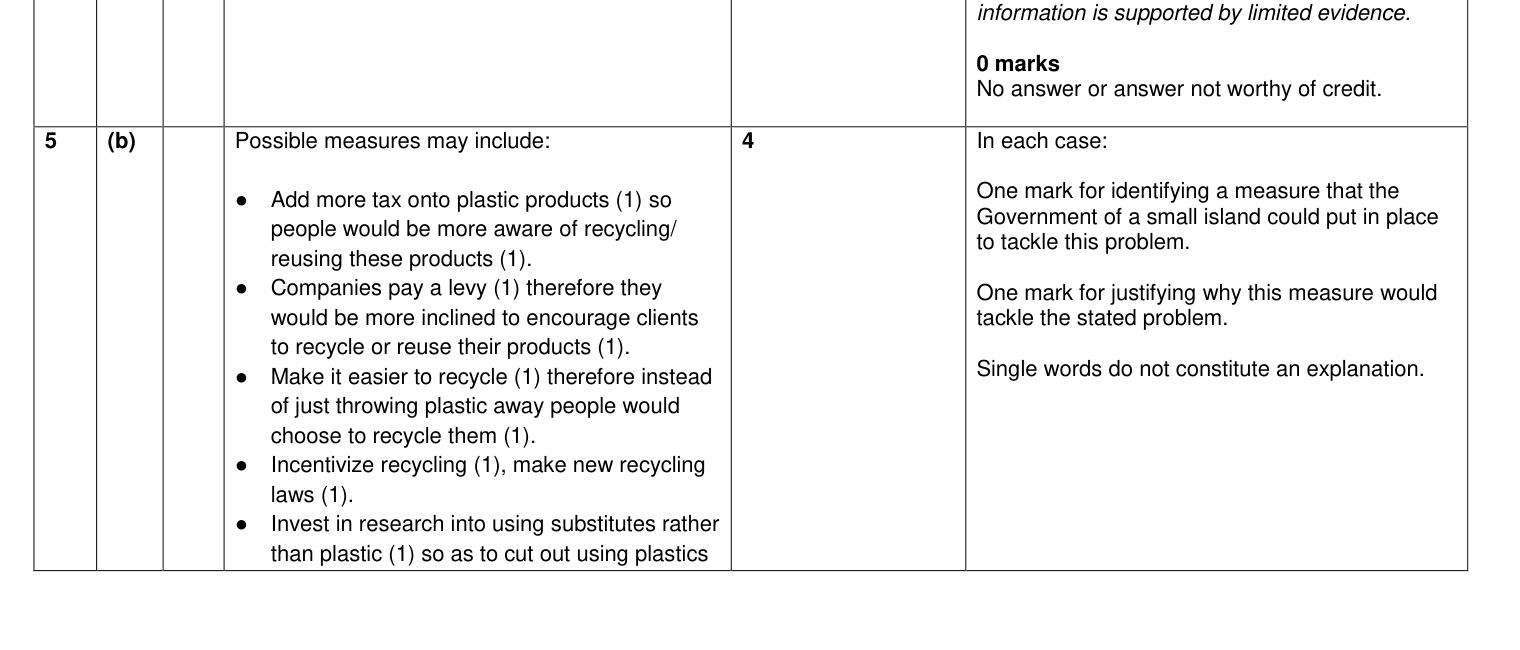 information is supported by limited evidence.
0 marks
No answer or answer not worthy of credit.
5 (b) Possible measures may include:
● Add more tax onto plastic products (1) so
people would be more aware of recycling/
reusing these products (1).
● Companies pay a levy (1) therefore they
would be more inclined to encourage clients
to recycle or reuse their products (1).
● Make it easier to recycle (1) therefore instead
of just throwing plastic away people would
choose to recycle them (1).
● Incentivize recycling (1), make new recycling
laws (1).
● Invest in research into using substitutes rather
than plastic (1) so as to cut out using plastics
4
In each case:
One mark for identifying a measure that the
Government of a small island could put in place
to tackle this problem.
One mark for justifying why this measure would
tackle the stated problem.
Single words do not constitute an explanation.